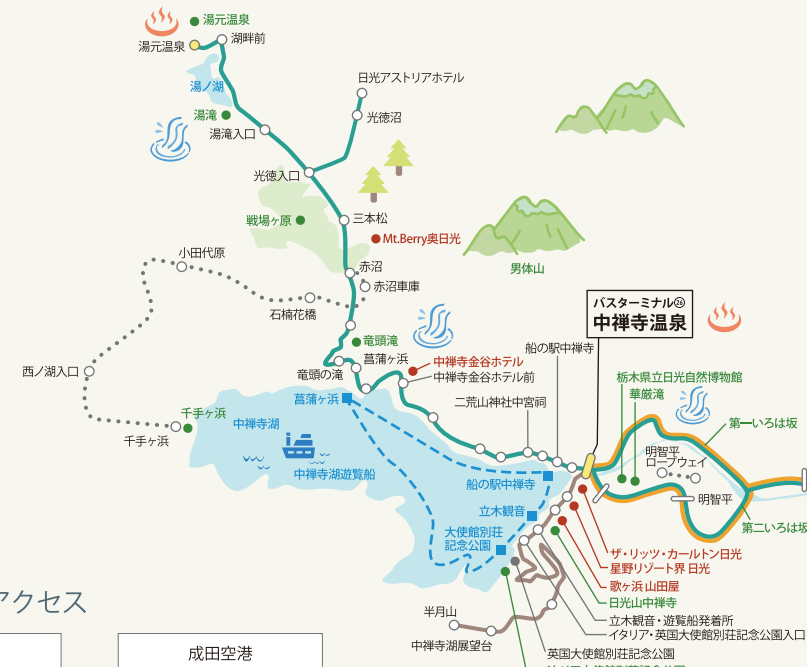 湯元温泉
湯元温泉
湖畔前
湯ノ湖
日光アストリアホテル
湯滝
光徳沼
湯滝入口
光徳入口
戦場ヶ原
三本松
Mt.Berry奥日光
男体山
小田代原
赤沼
赤沼車庫
石楠花橋
バスターミナル㉖
中禅寺温泉
竜頭滝
船の駅中禅寺
菖蒲ヶ浜
中禅寺金谷ホテル
竜頭の滝
中禅寺金谷ホテル前
西ノ湖入口
栃木県立日光自然博物館
華厳滝
菖蒲ヶ浜
二荒山神社中宮祠
千手ヶ浜
中禅寺湖
第一いろは坂
千手ヶ浜
明智平
ロープウェイ
中禅寺湖遊覧船
船の駅中禅寺
明智平
立木観音
第二いろは坂
大使館別荘
記念公園
ザ・リッツ・カールトン日光
星野リゾート界 日光
歌ヶ浜 山田屋
アクセス
日光山中禅寺
半月山
立木観音・遊覧船発着所
イタリア・英国大使館別荘記念公園入口
中禅寺湖展望台
英国大使館別荘記念公園
成田空港